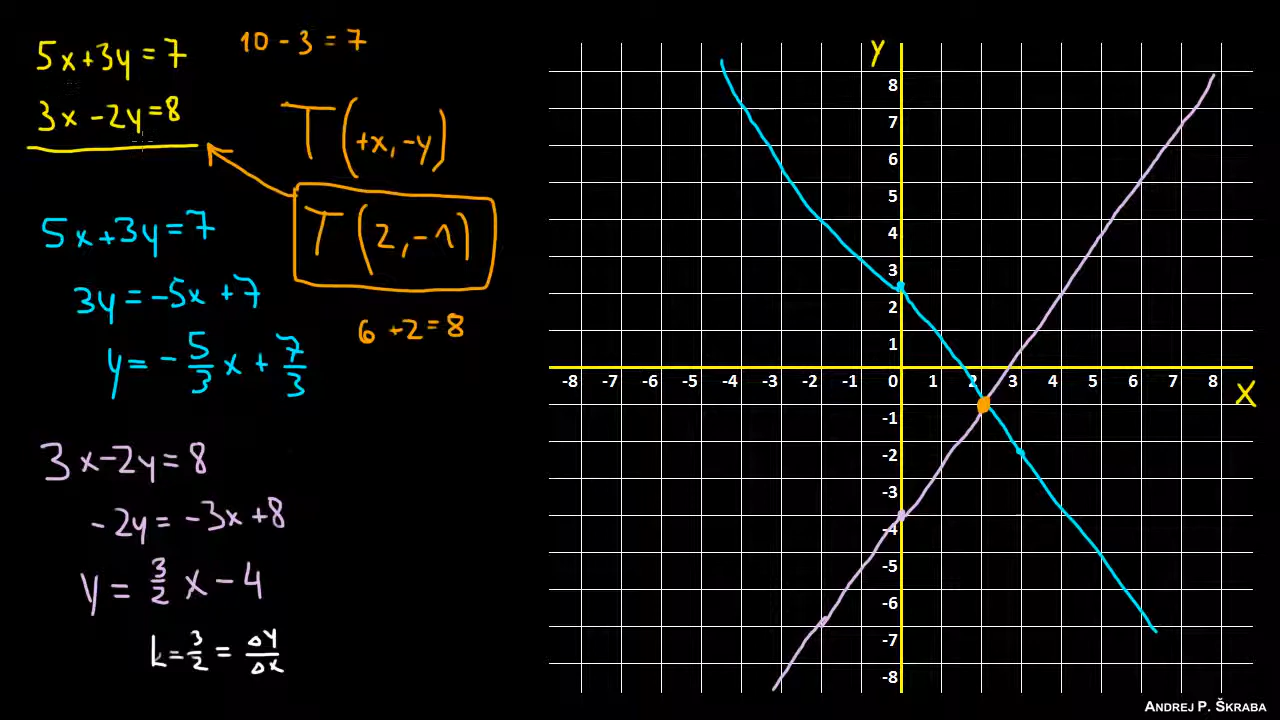 5x+3y=7
3x-2y=8
10-3=7
T(+x,-y)
T(2,-1)
6+2=8
5x+3y=7
3y=-5x+7
y=-5/3x+7/3
3x-2y=8
-2y=-3x+8
y=3/2x-4
k=3/2=ΔY/ΔX
y
8
7
6
5
4
3
2
1
-8 -7 -6 -5 -4 -3 -2 -1 0 1 2 3 4 5 6 7 8
X
-1
-2
-3
-4
-5
-6
-7
-8
ANDREJ P. ŠKRABA